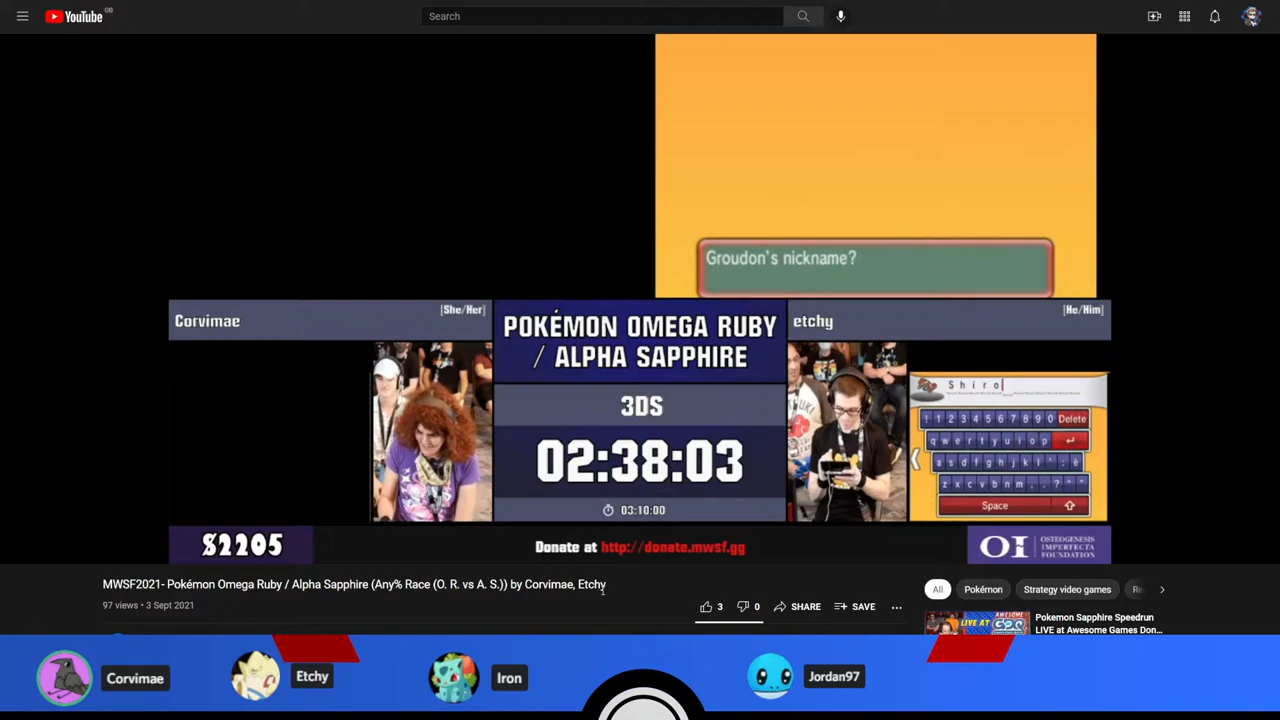 YouTube GB
Search
Groudon's nickname?
Corvimae
[She/Her]
POKÉMON OMEGA RUBY
/ ALPHA SAPPHIRE
etchy
[He/Him]
3DS
02:38:03
03:10:00
S h i r o
! 1 2 3 4 5 6 7 8 9 0 Delete
q w e r t y u i o p
a s d f g h j k l ' : é
z x c v b n m , . ?
Space
$2205
Donate at http://donate.mwsf.gg
OI OSTEOGENESIS
IMPERFECTA
FOUNDATION
MWSF2021- Pokémon Omega Ruby / Alpha Sapphire (Any% Race (O. R. vs A. S.)) by Corvimae, Etchy
97 views • 3 Sept 2021
3
0
SHARE
SAVE
All
Pokémon
Strategy video games
LIVE AT AWESOME
Pokemon Sapphire Speedrun
LIVE at Awesome Games Don...
Corvimae
Etchy
Iron
Jordan97